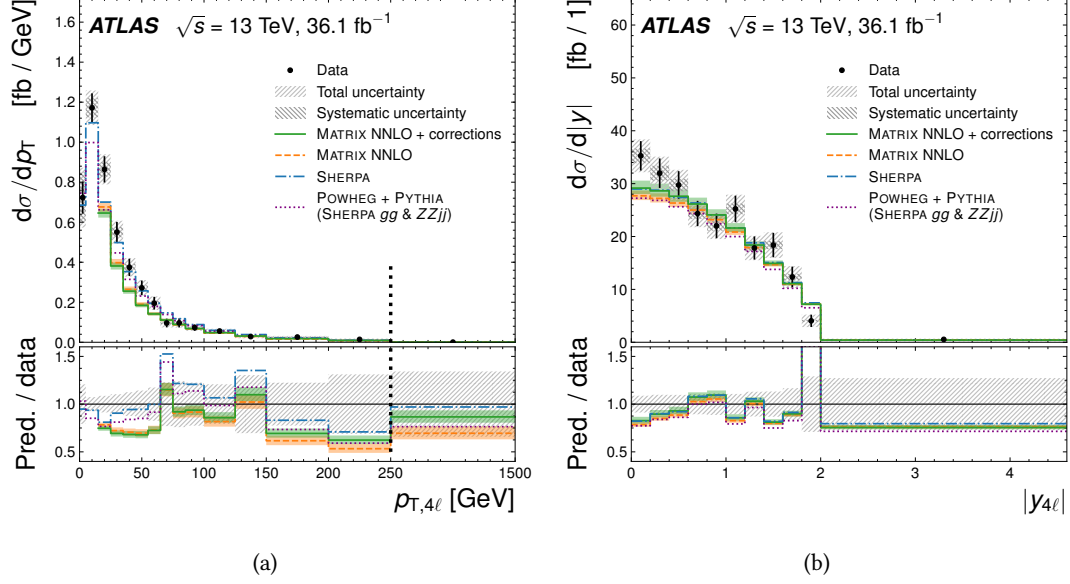 ATLAS √s = 13 TeV, 36.1 fb⁻¹
Data
Total uncertainty
Systematic uncertainty
MATRIX NNLO + corrections
MATRIX NNLO
SHERPA
POWHEG + PYTHIA
(SHERPA gg & ZZjj)
dσ/dp_T [fb / GeV]
1.6
1.4
1.2
1.0
0.8
0.6
0.4
0.2
0.0
Pred. / data
1.5
1.0
0.5
0 50 100 150 200 250 1500
p_T,4ℓ [GeV]
(a)
ATLAS √s = 13 TeV, 36.1 fb⁻¹
Data
Total uncertainty
Systematic uncertainty
MATRIX NNLO + corrections
MATRIX NNLO
SHERPA
POWHEG + PYTHIA
(SHERPA gg & ZZjj)
dσ/d|y| [fb / 1]
60
50
40
30
20
10
0
Pred. / data
1.5
1.0
0.5
0 1 2 3 4
|y_4ℓ|
(b)